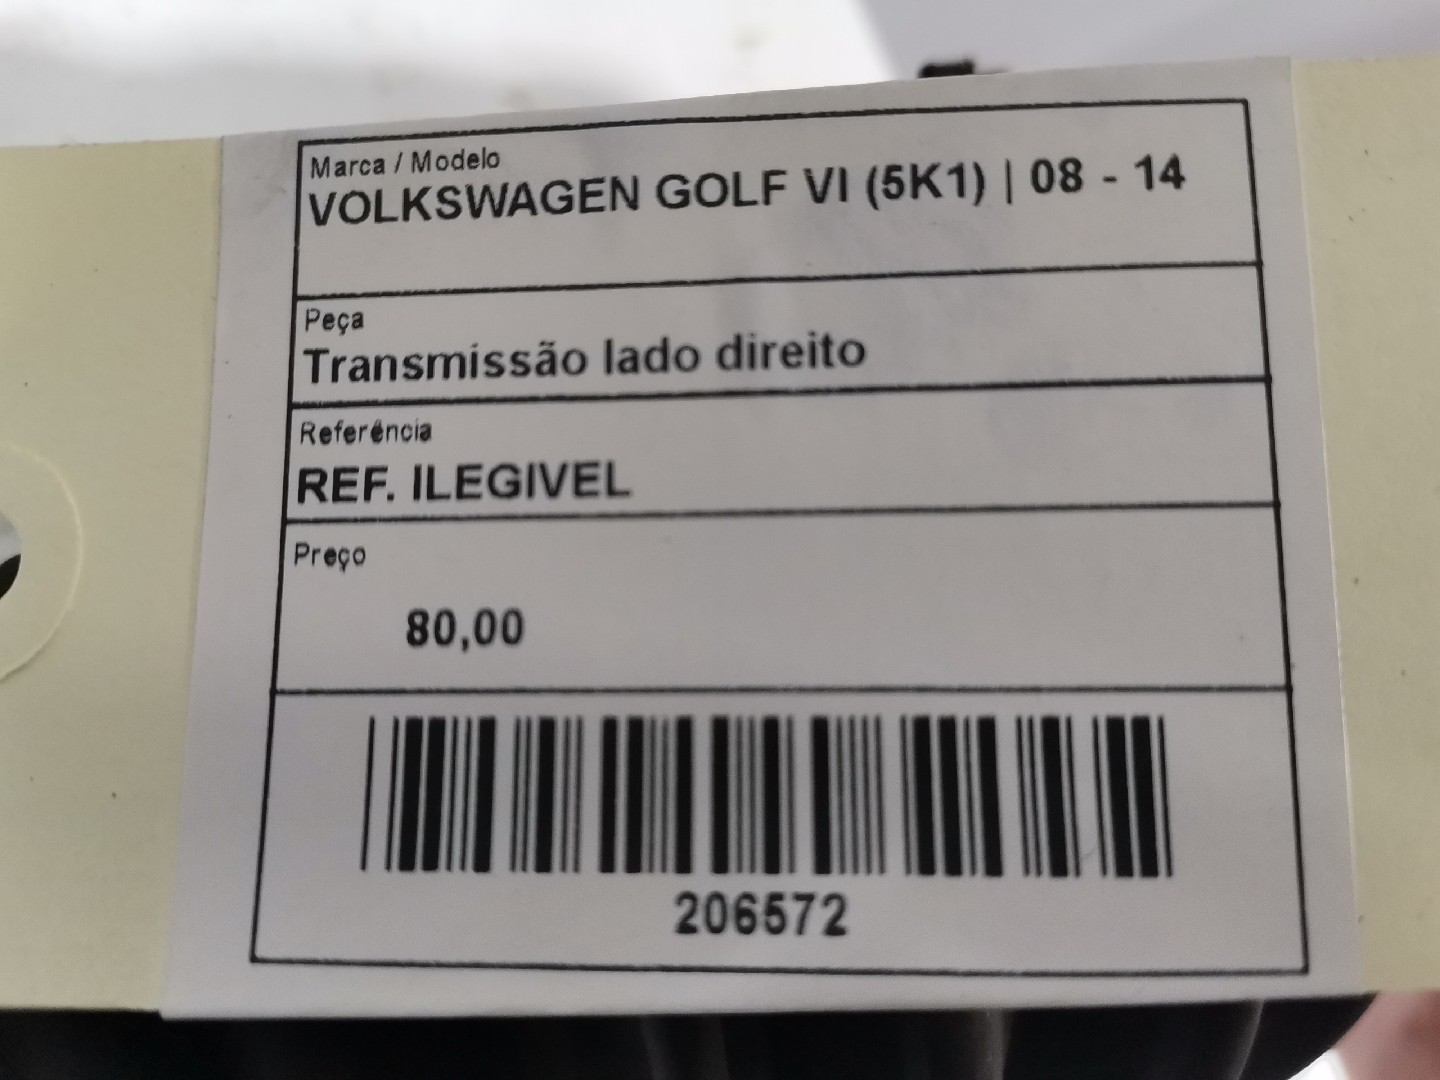 Marca / Modelo
VOLKSWAGEN GOLF VI (5K1) | 08 - 14
Peça
Transmissão lado direito
Referência
REF. ILEGIVEL
Preço
80,00
206572